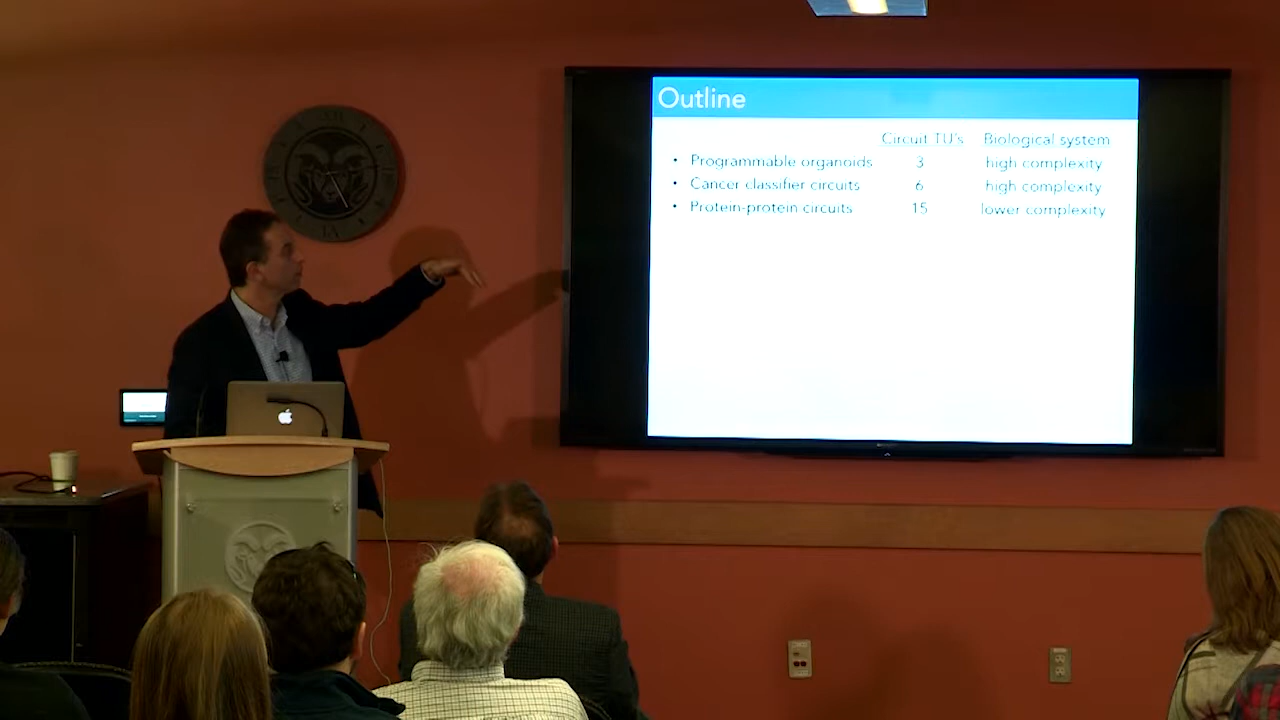 Outline
Circuit TU's Biological system
• Programmable organoids 3 high complexity
• Cancer classifier circuits 6 high complexity
• Protein-protein circuits 15 lower complexity